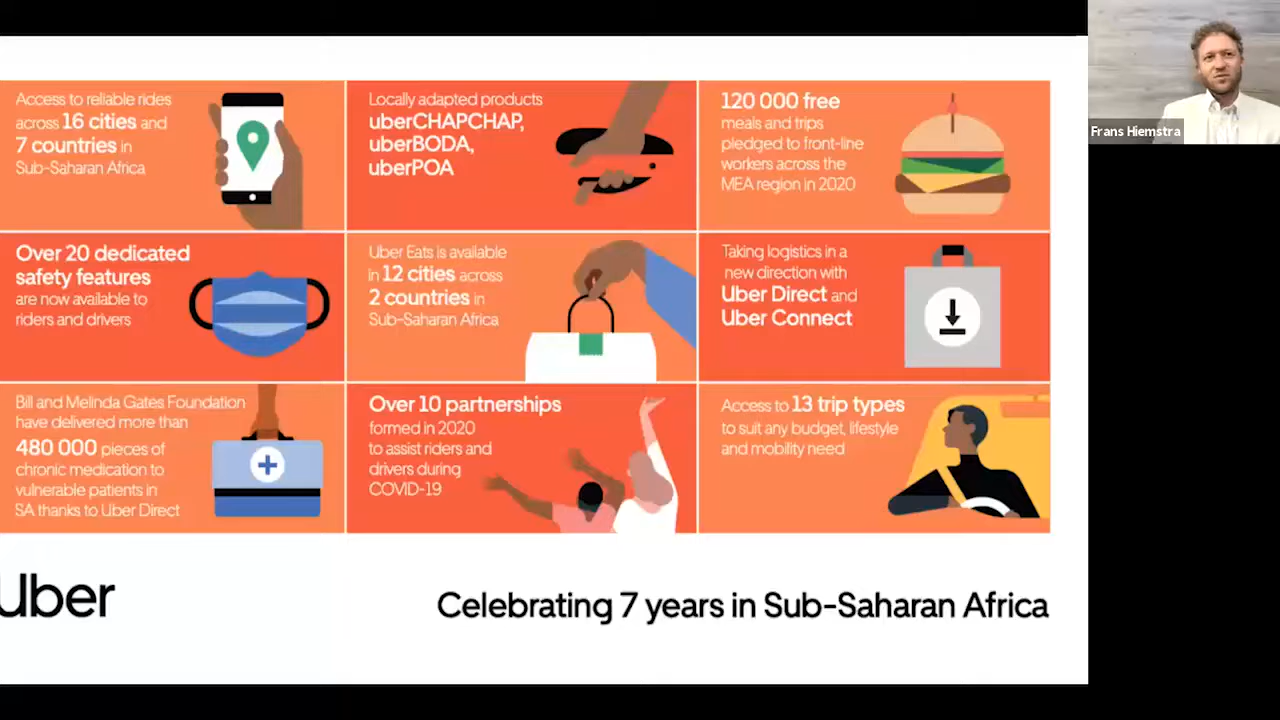 Access to reliable rides
across 16 cities and
7 countries in
Sub-Saharan Africa
Locally adapted products
uberCHAPCHAP,
uberBODA,
uberPOA
120 000 free
meals and trips
pledged to front-line
workers across the
MEA region in 2020
Over 20 dedicated
safety features
are now available to
riders and drivers
Uber Eats is available
in 12 cities across
2 countries in
Sub-Saharan Africa
Taking logistics in a
new direction with
Uber Direct and
Uber Connect
Bill and Melinda Gates Foundation
have delivered more than
480 000 pieces of
chronic medication to
vulnerable patients in
SA thanks to Uber Direct
Over 10 partnerships
formed in 2020
to assist riders and
drivers during
COVID-19
Access to 13 trip types
to suit any budget, lifestyle
and mobility need
Uber
Celebrating 7 years in Sub-Saharan Africa
Frans Hiemstra